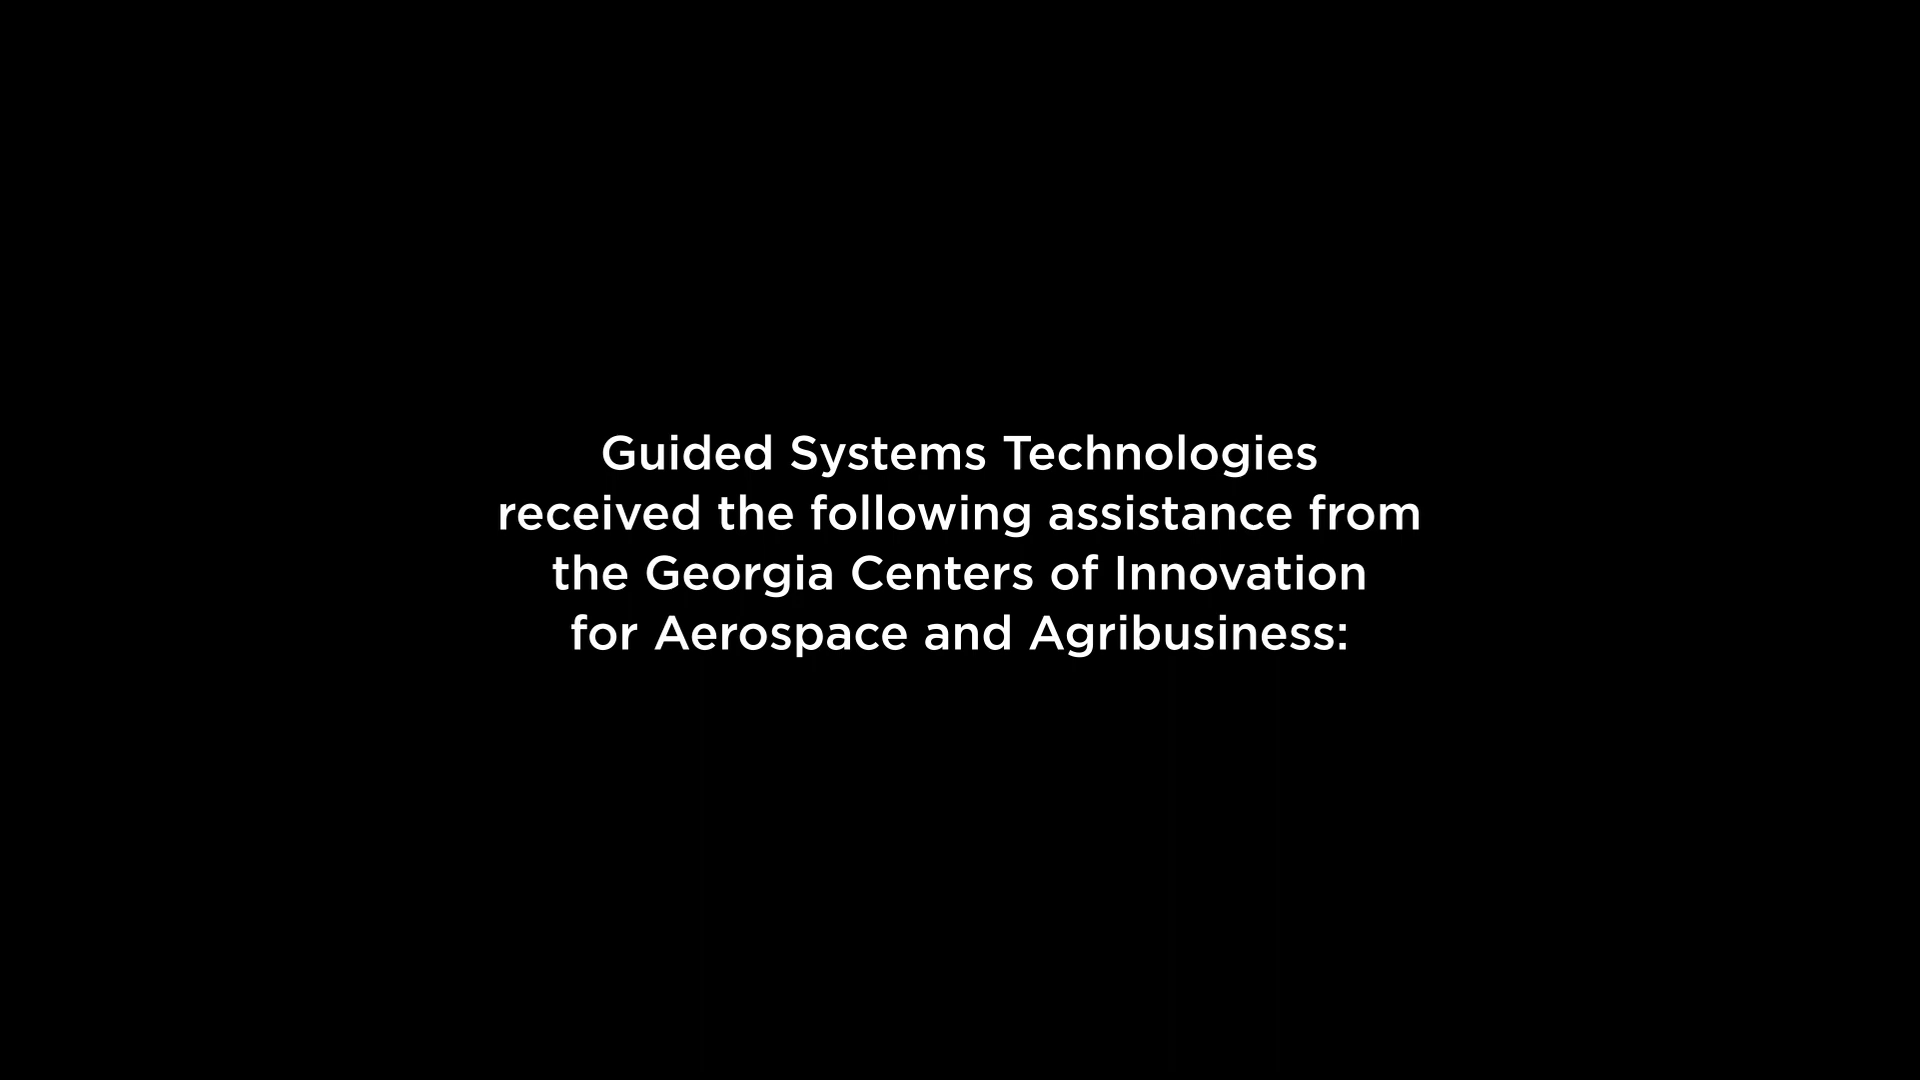 Guided Systems Technologies
received the following assistance from
the Georgia Centers of Innovation
for Aerospace and Agribusiness: